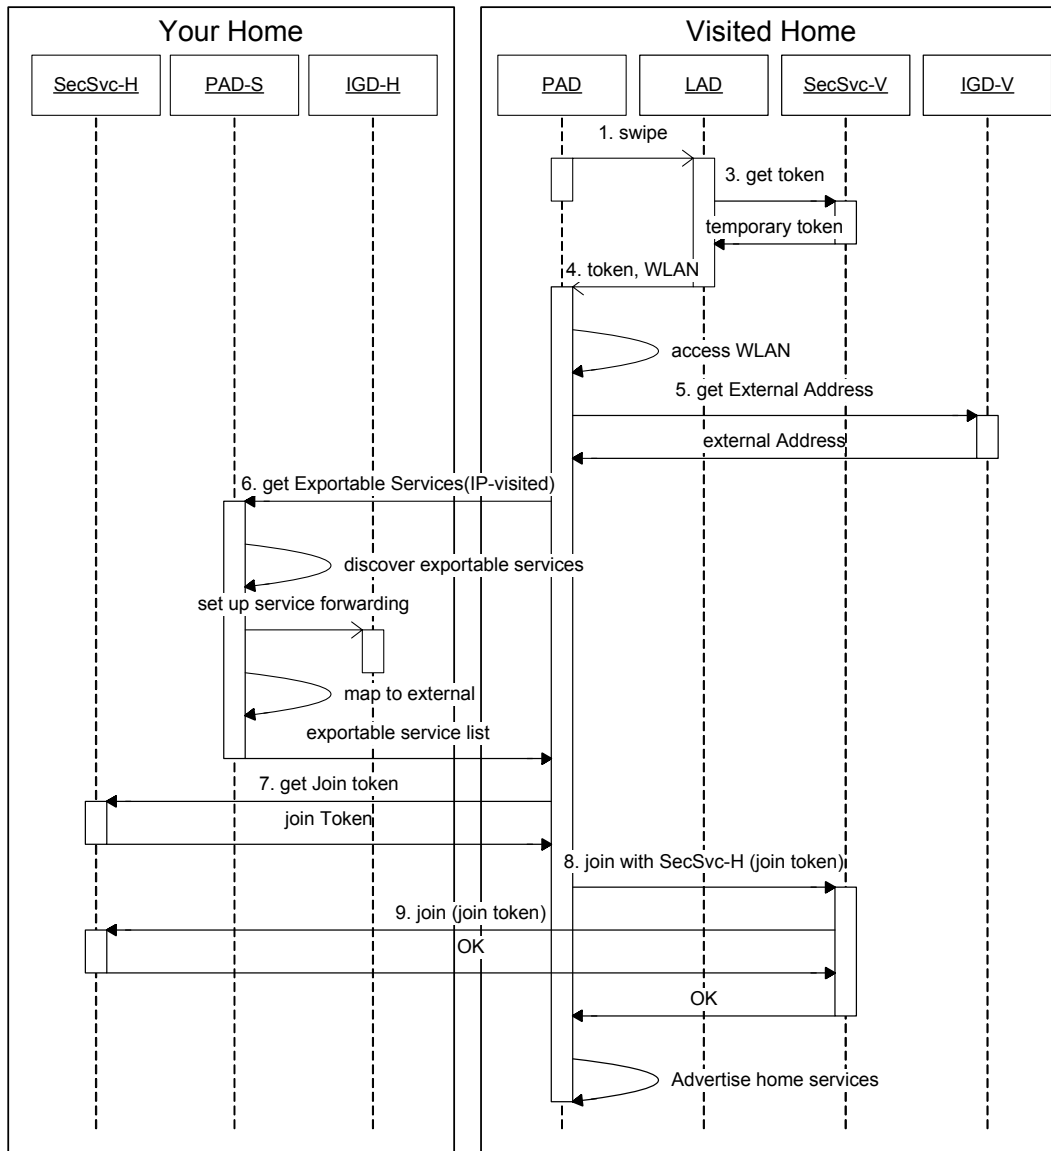 Your Home
Visited Home
SecSvc-H
PAD-S
IGD-H
PAD
LAD
SecSvc-V
IGD-V
1. swipe
3. get token
temporary token
4. token, WLAN
access WLAN
5. get External Address
external Address
6. get Exportable Services(IP-visited)
discover exportable services
set up service forwarding
map to external
exportable service list
7. get Join token
join Token
8. join with SecSvc-H (join token)
9. join (join token)
OK
OK
Advertise home services